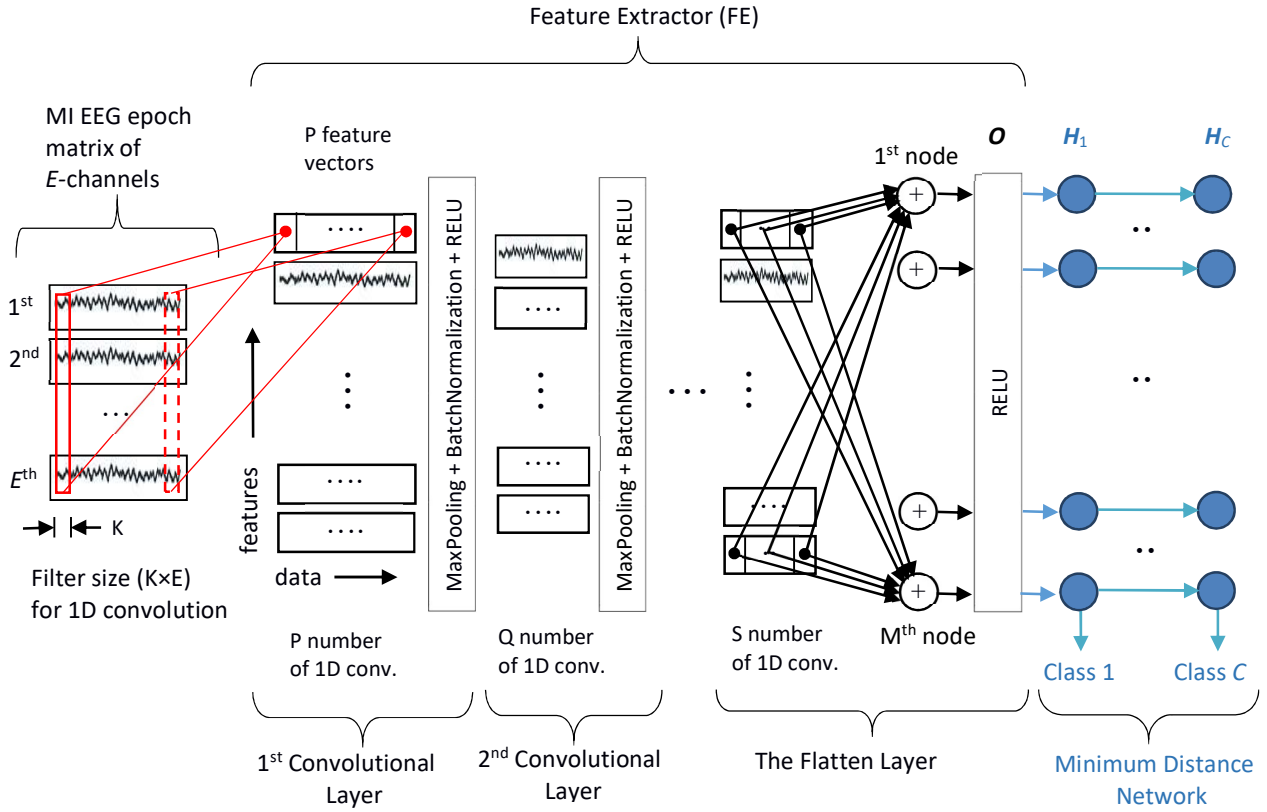 Feature Extractor (FE)
MI EEG epoch
matrix of
E-channels
P feature
vectors
1st node
O
H1
HC
1st
2nd
Eth
K
Filter size (K×E)
for 1D convolution
features
data
MaxPooling + BatchNormalization + RELU
MaxPooling + BatchNormalization + RELU
+
+
+
+
RELU
Mth node
P number
of 1D conv.
Q number
of 1D conv.
S number
of 1D conv.
Class 1
Class C
1st Convolutional
Layer
2nd Convolutional
Layer
The Flatten Layer
Minimum Distance
Network